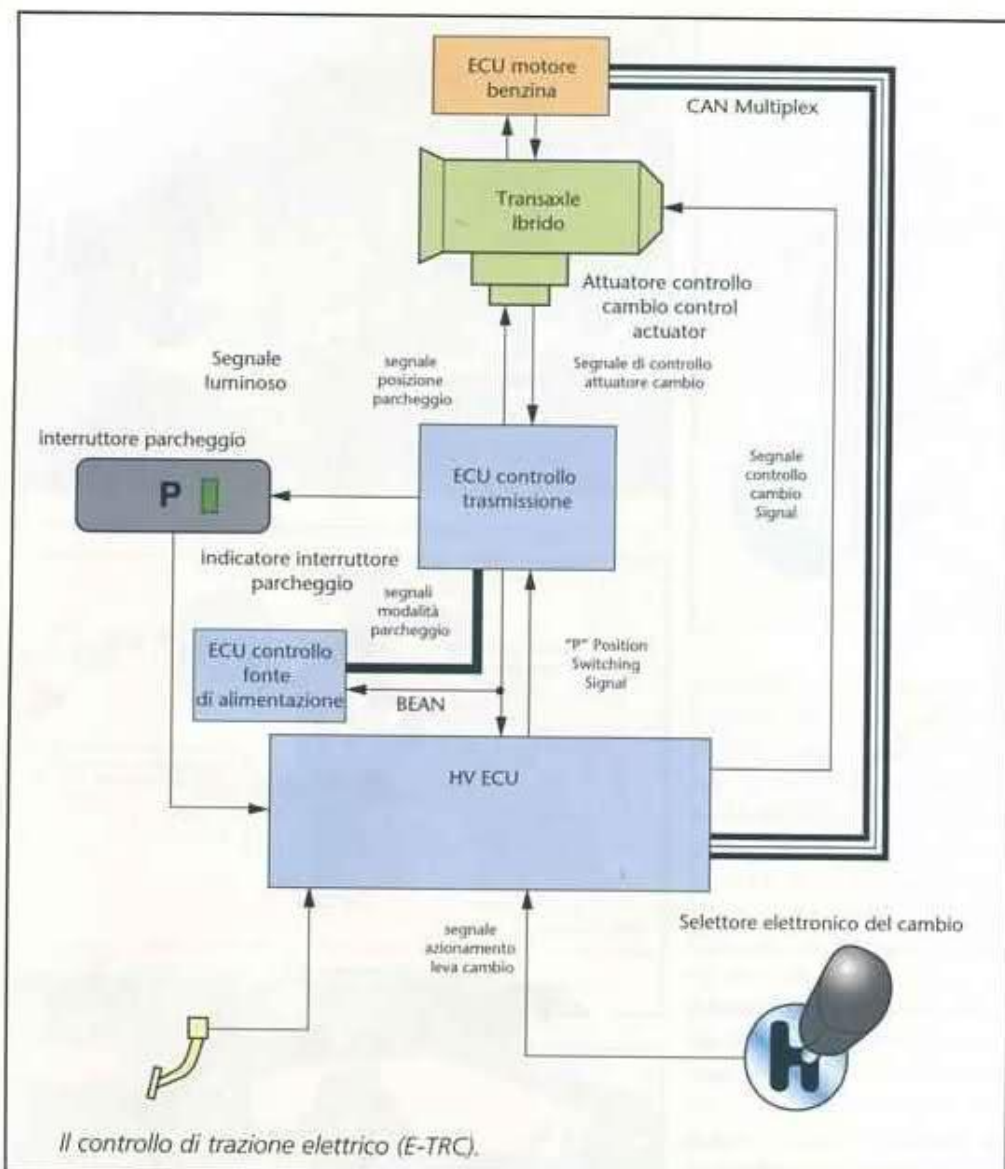 ECU motore
benzina
CAN Multiplex
Transaxle
Ibrido
Attuatore controllo
cambio control
actuator
Segnale
luminoso
segnale
posizione
parcheggio
Segnale di controllo
attuatore cambio
Interruttore parcheggio
P
ECU controllo
trasmissione
Segnale
controllo
cambio
Signal
Indicatore interruttore
parcheggio
segnali
modalità
parcheggio
ECU controllo
fonte
di alimentazione
"P" Position
Switching
Signal
BEAN
HV ECU
segnale
azionamento
leva cambio
Selettore elettronico del cambio
Il controllo di trazione elettrico (E-TRC).